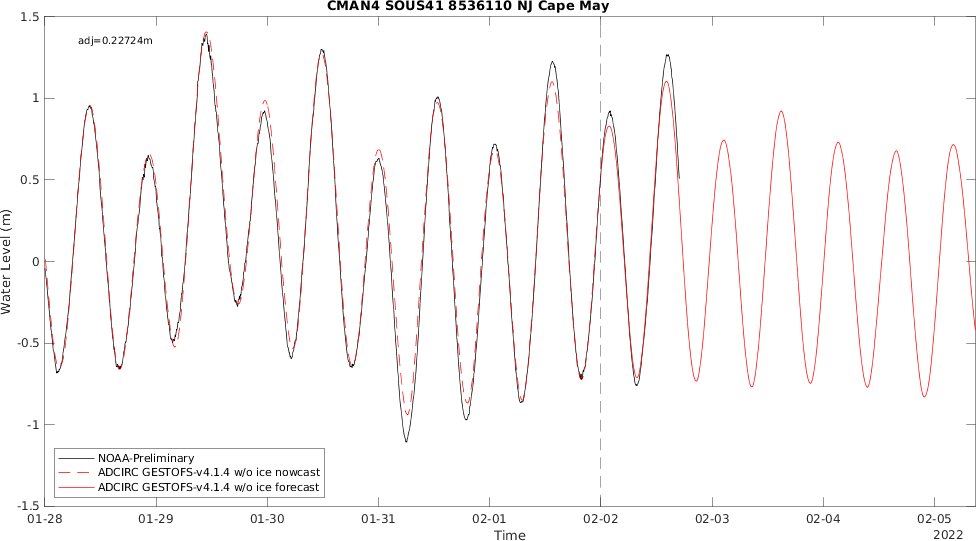 CMAN4 SOUS41 8536110 NJ Cape May
1.5
adj=0.22724m
1
0.5
0
-0.5
-1
-1.5
Water Level (m)
NOAA-Preliminary
ADCIRC GESTOFS-v4.1.4 w/o ice nowcast
ADCIRC GESTOFS-v4.1.4 w/o ice forecast
01-28 01-29 01-30 01-31 02-01 02-02 02-03 02-04 02-05
Time
2022